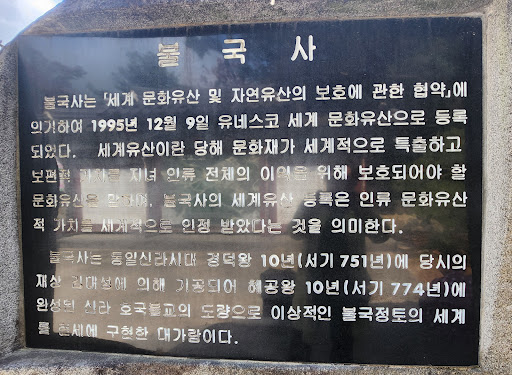 불국사
불국사는 「세계 문화유산 및 자연유산의 보호에 관한 협약」에
의거하여 1995년 12월 9일 유네스코 세계 문화유산으로 등록
되었다. 세계유산이란 당해 문화재가 세계적으로 특출하고
보편적 가치를 지녀 인류 전체의 이익을 위해 보호되어야 할
문화유산을 말하며, 불국사의 세계유산 등록은 인류 문화유산
적 가치를 세계적으로 인정 받았다는 것을 의미한다.
불국사는 통일신라시대 경덕왕 10년(서기 751년)에 당시의
재상 김대성에 의해 기공되어 혜공왕 10년(서기 774년)에
완성된 신라 호국불교의 도량으로 이상적인 불국정토의 세계
를 현세에 구현한 대가람이다.